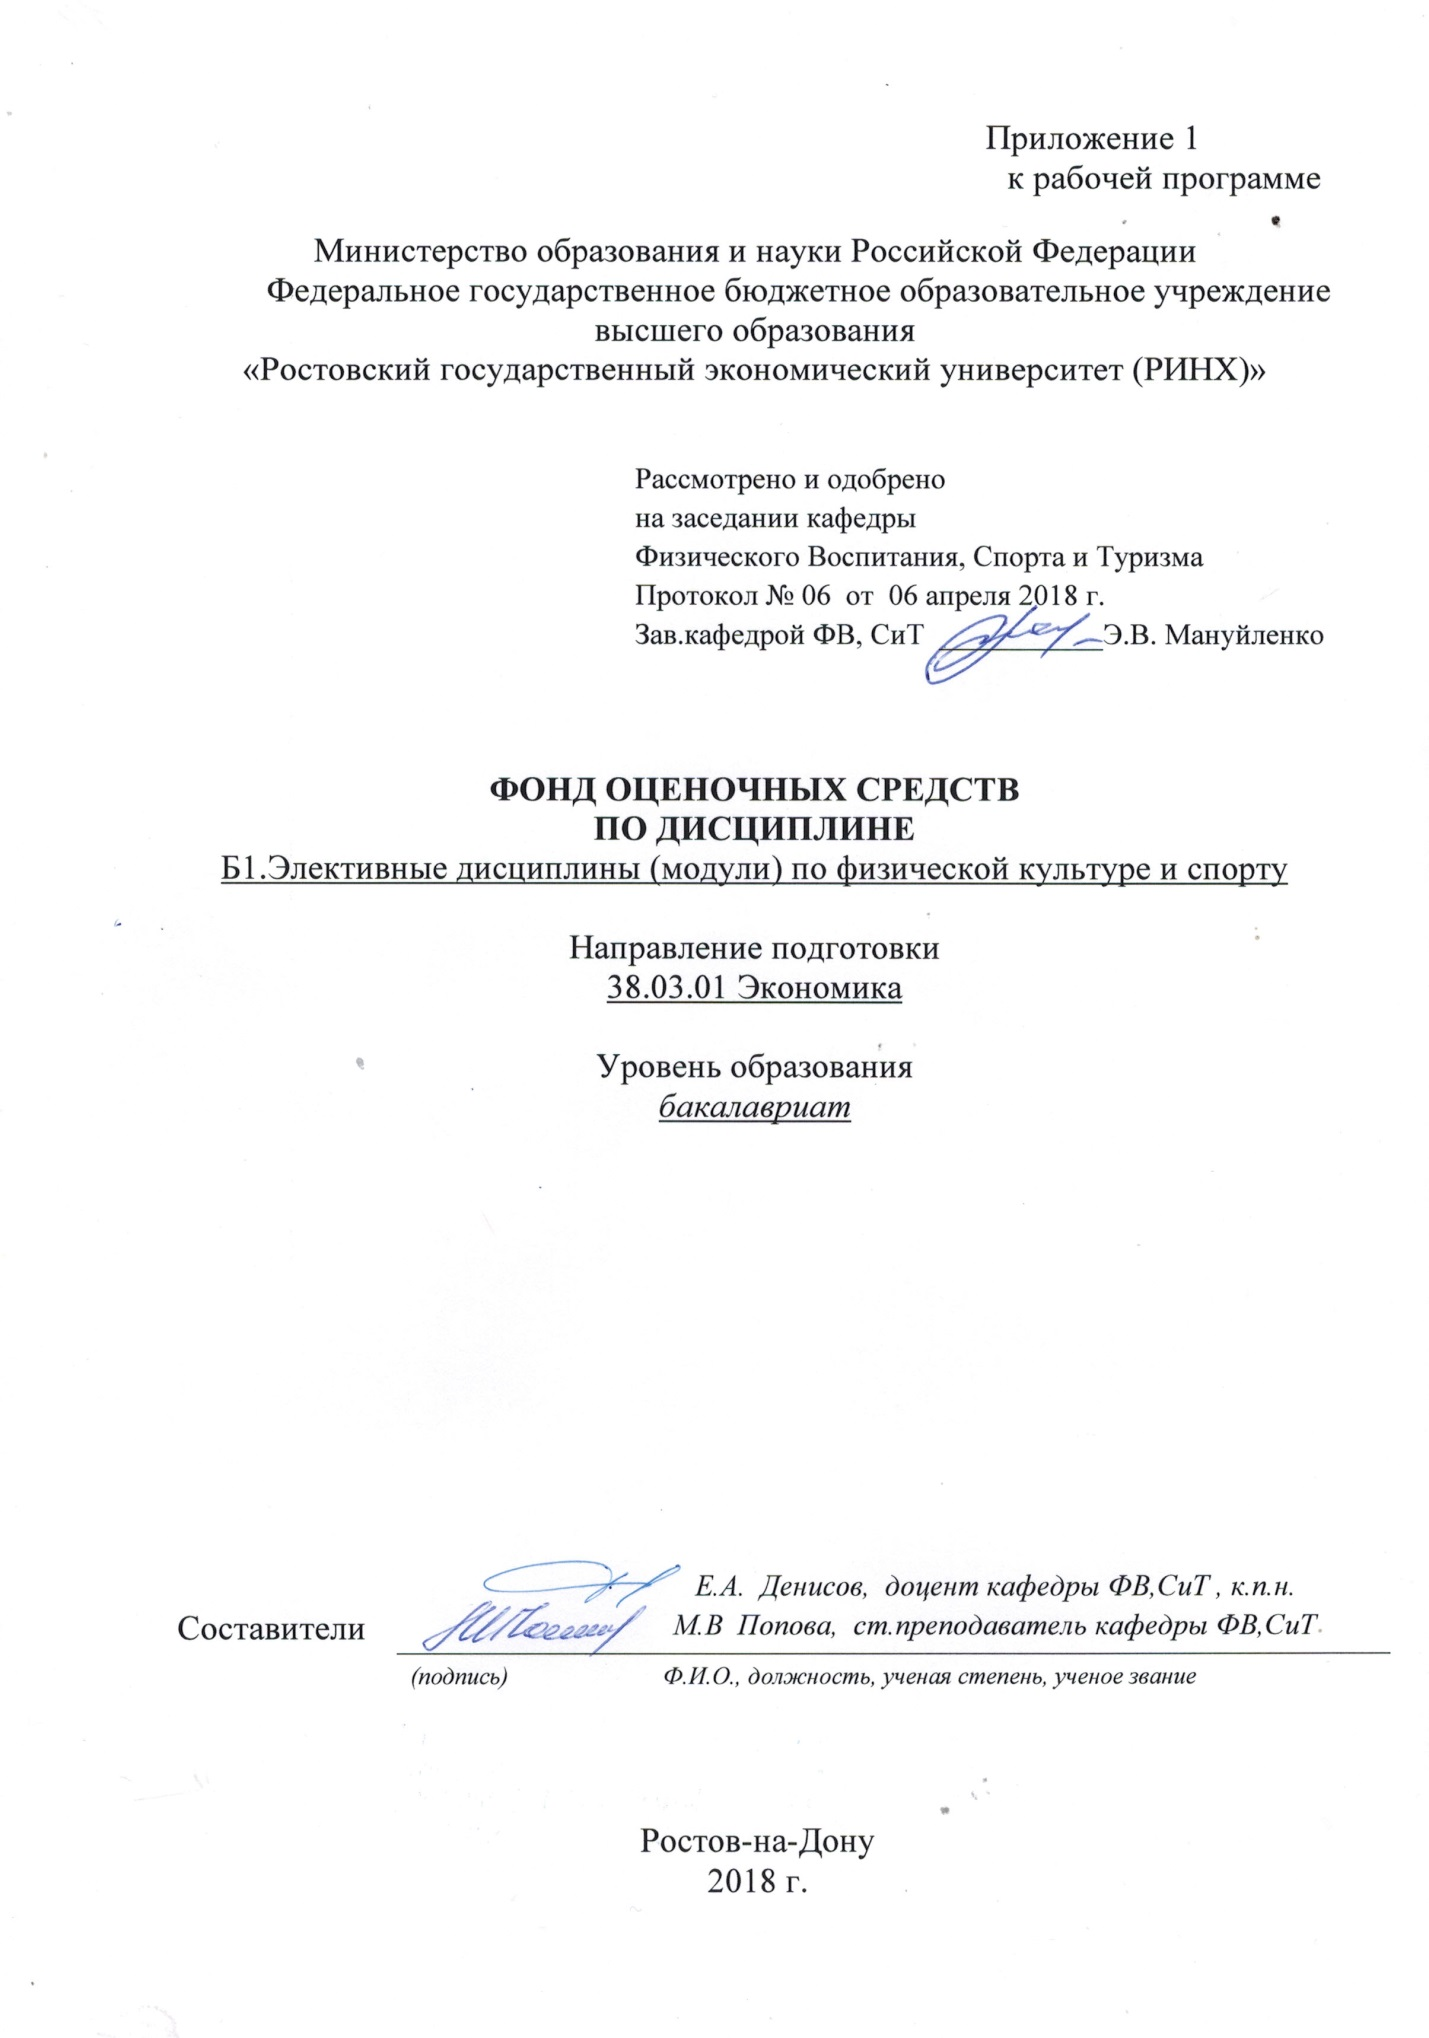 Приложение 1
к рабочей программе
Министерство образования и науки Российской Федерации
Федеральное государственное бюджетное образовательное учреждение
высшего образования
«Ростовский государственный экономический университет (РИНХ)»
Рассмотрено и одобрено
на заседании кафедры
Физического Воспитания, Спорта и Туризма
Протокол № 06 от 06 апреля 2018 г.
Зав.кафедрой ФВ, СиТ ____________Э.В. Мануйленко
ФОНД ОЦЕНОЧНЫХ СРЕДСТВ
ПО ДИСЦИПЛИНЕ
Б1.Элективные дисциплины (модули) по физической культуре и спорту
Направление подготовки
38.03.01 Экономика
Уровень образования
бакалавриат
Е.А. Денисов, доцент кафедры ФВ,СиТ , к.п.н.
Составители М.В Попова, ст.преподаватель кафедры ФВ,СиТ
(подпись) Ф.И.О., должность, ученая степень, ученое звание
Ростов-на-Дону
2018 г.